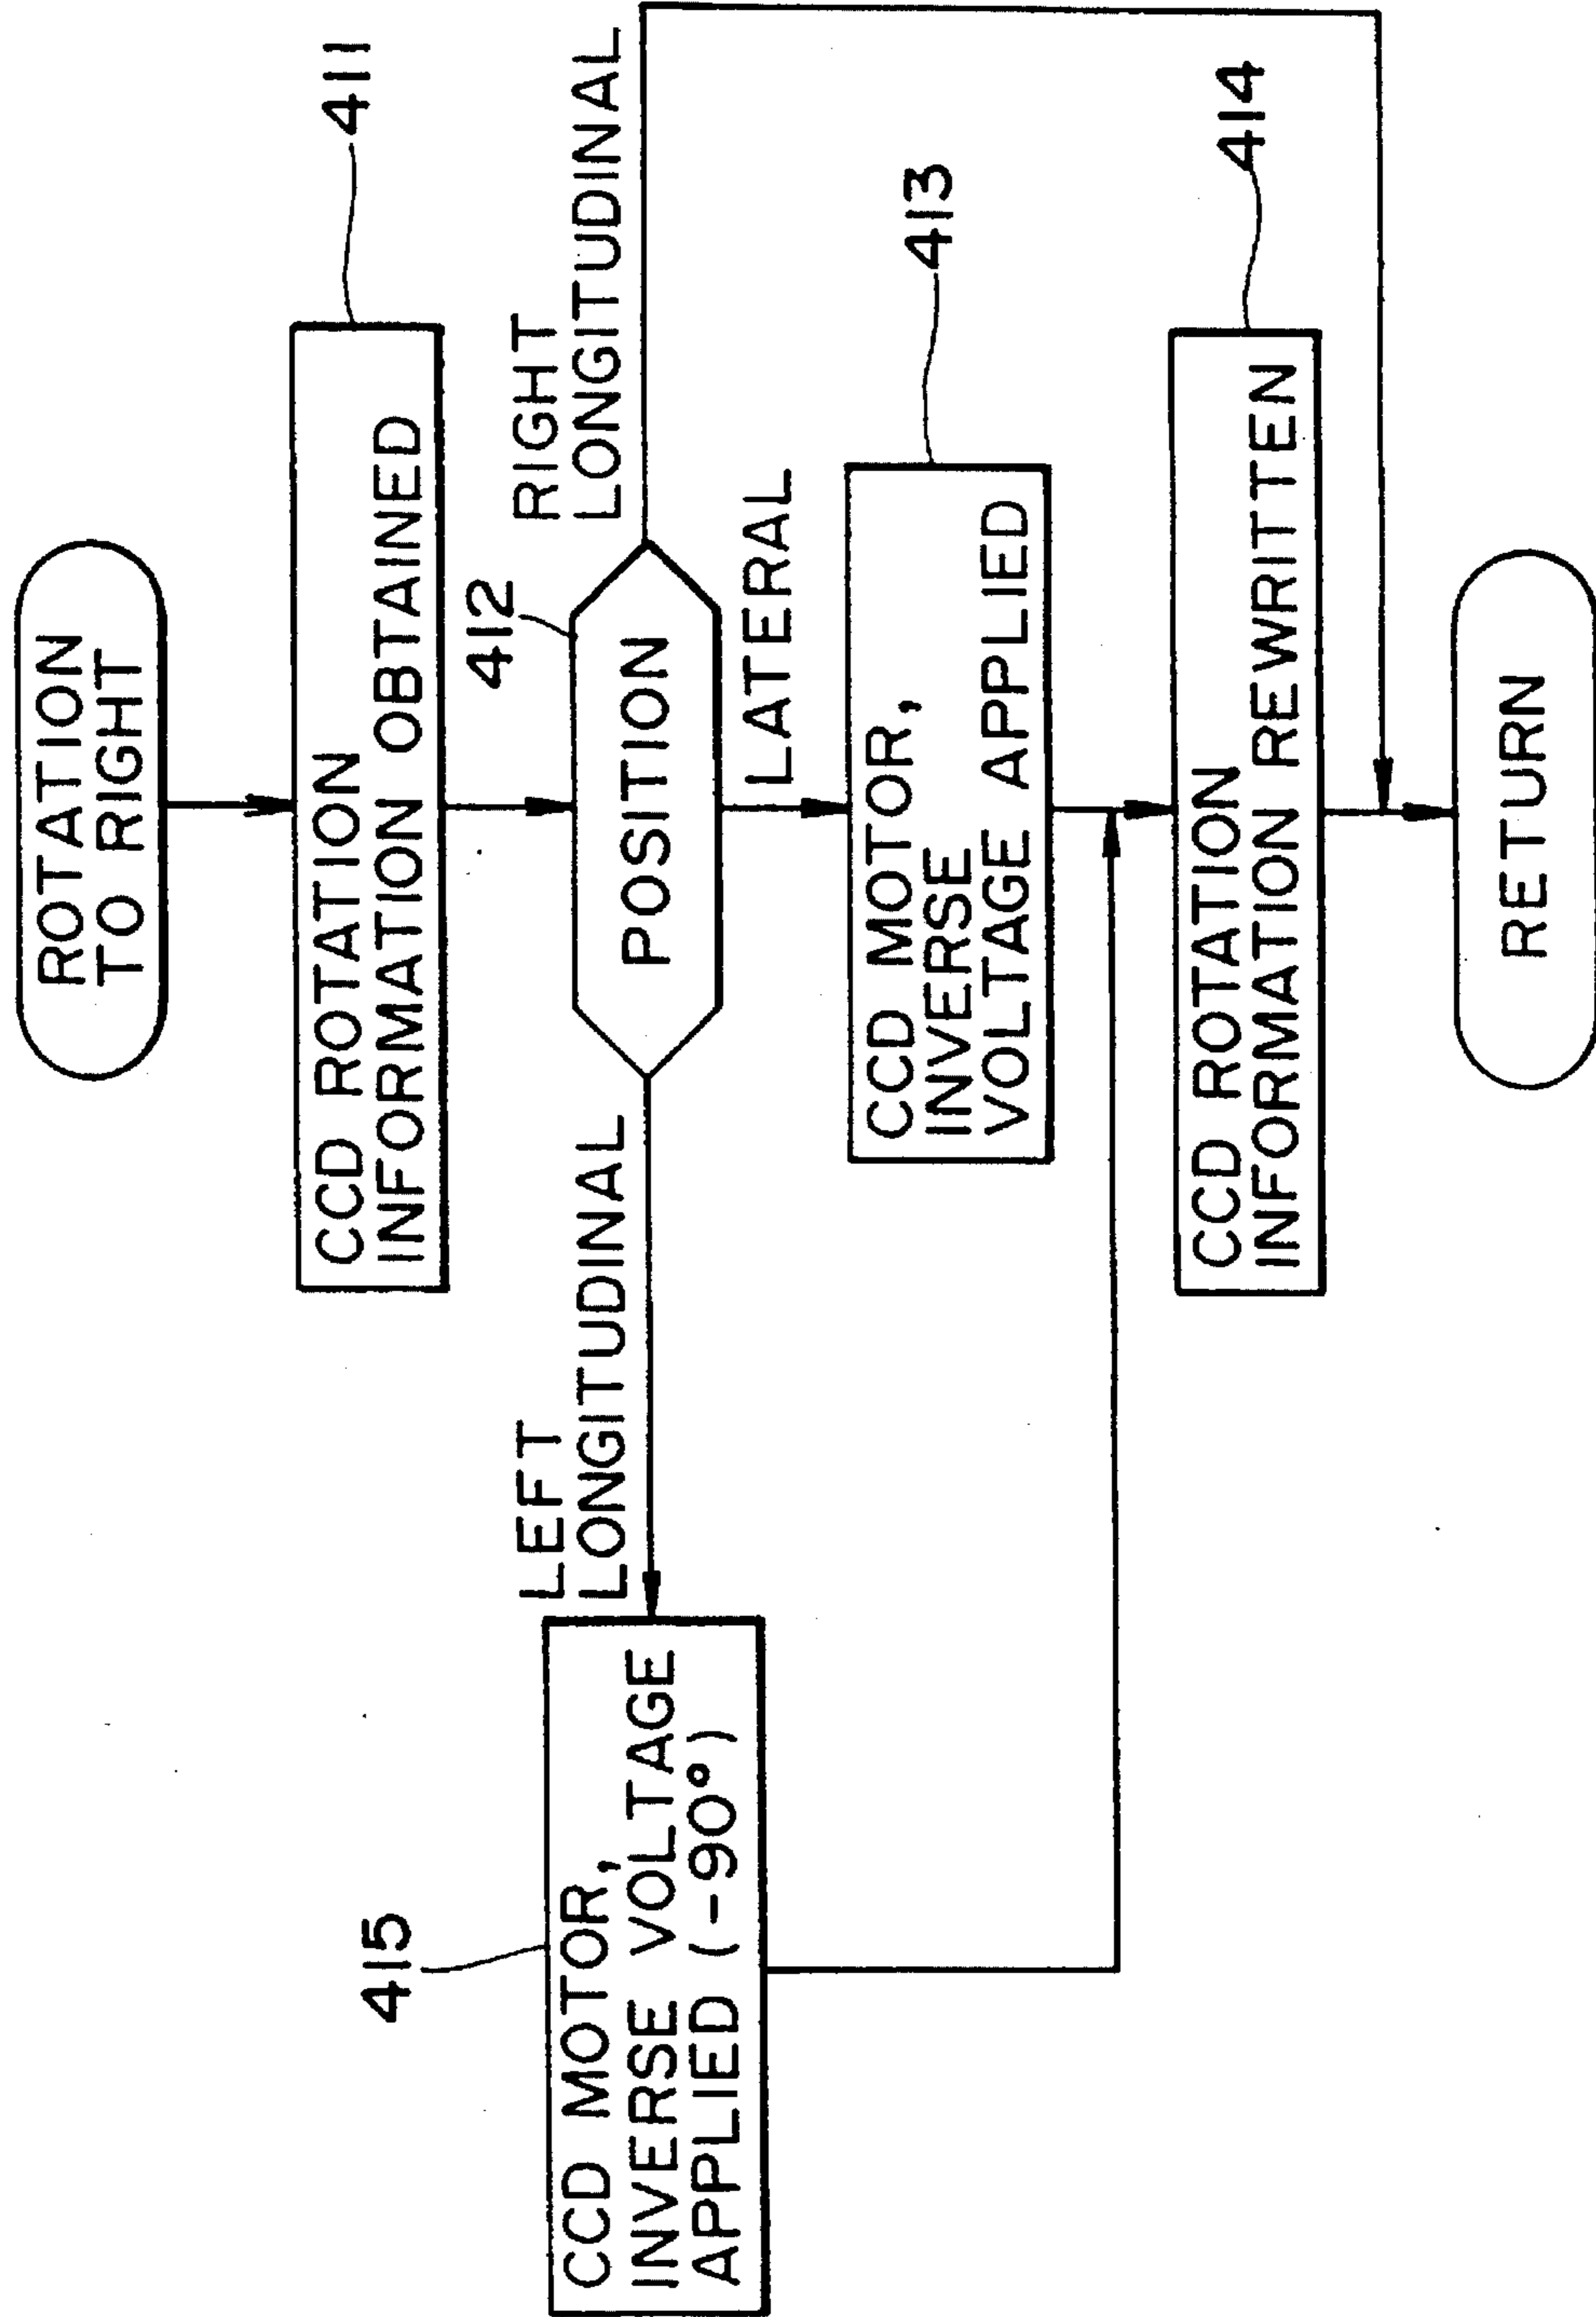 ROTATION
TO RIGHT
CCD ROTATION
INFORMATION OBTAINED
411
412
POSITION
RIGHT
LONGITUDINAL
LEFT
LONGITUDINAL
LATERAL
415
CCD MOTOR,
INVERSE VOLTAGE
APPLIED (-90°)
CCD MOTOR,
INVERSE
VOLTAGE APPLIED
413
CCD ROTATION
INFORMATION REWRITTEN
414
RETURN